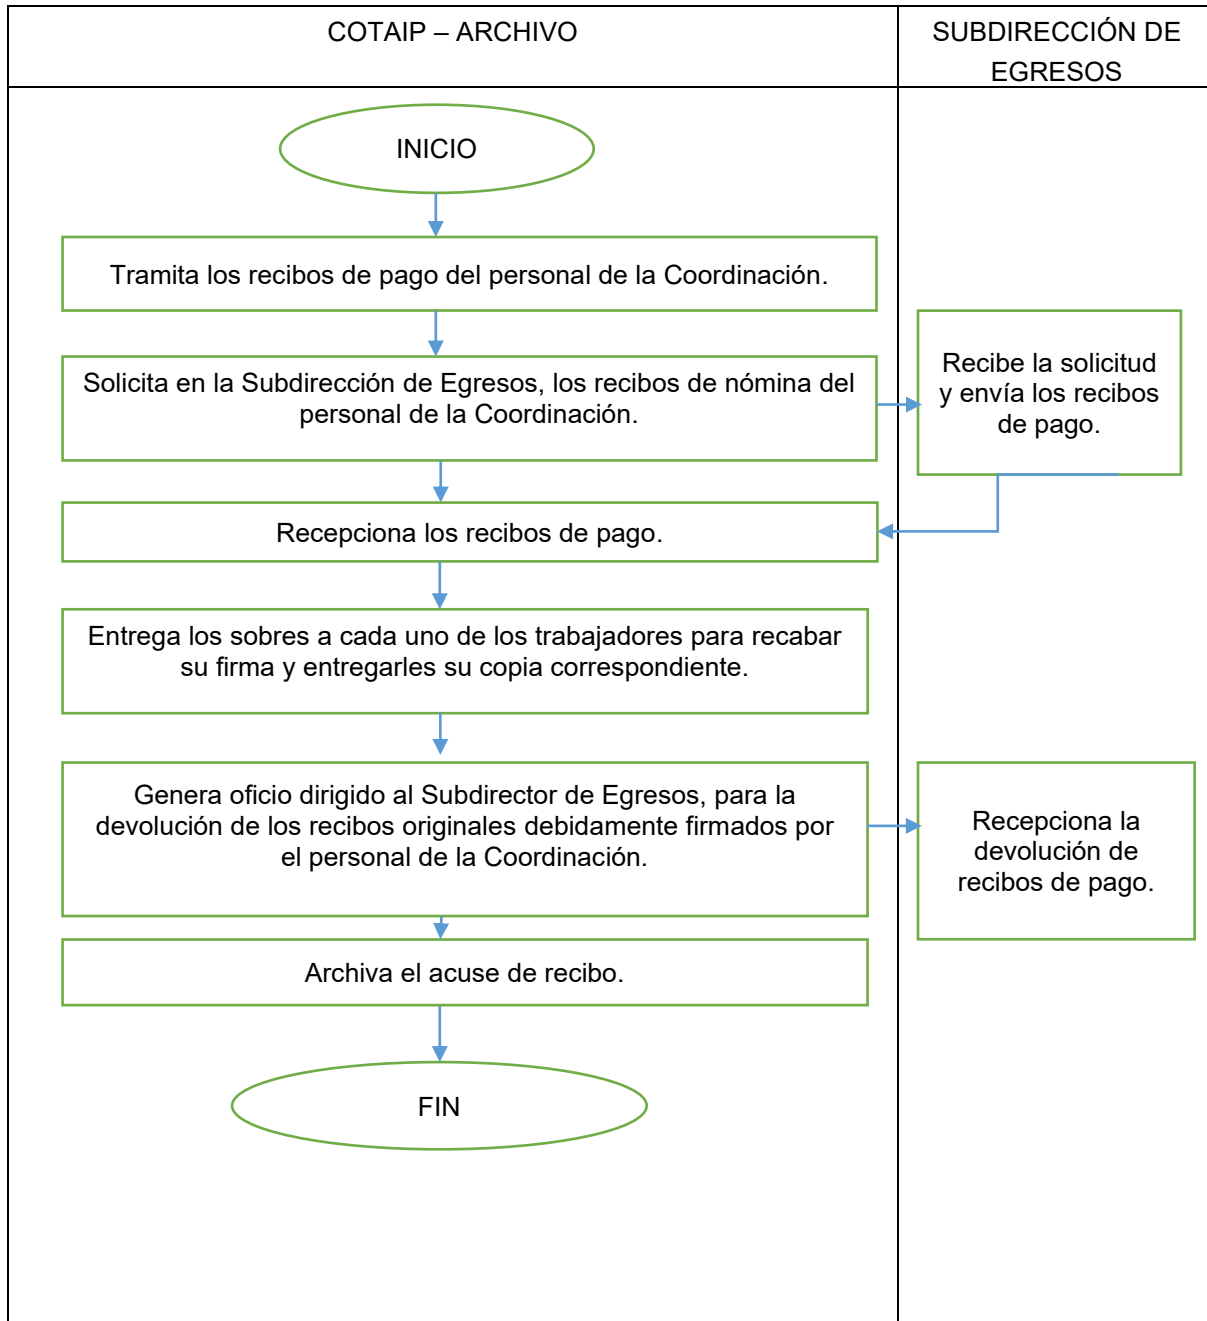 COTAIP – ARCHIVO
SUBDIRECCIÓN DE
EGRESOS
INICIO
Tramita los recibos de pago del personal de la Coordinación.
Solicita en la Subdirección de Egresos, los recibos de nómina del
personal de la Coordinación.
Recibe la solicitud
y envía los recibos
de pago.
Recepciona los recibos de pago.
Entrega los sobres a cada uno de los trabajadores para recabar
su firma y entregarles su copia correspondiente.
Genera oficio dirigido al Subdirector de Egresos, para la
devolución de los recibos originales debidamente firmados por
el personal de la Coordinación.
Recepciona la
devolución de
recibos de pago.
Archiva el acuse de recibo.
FIN